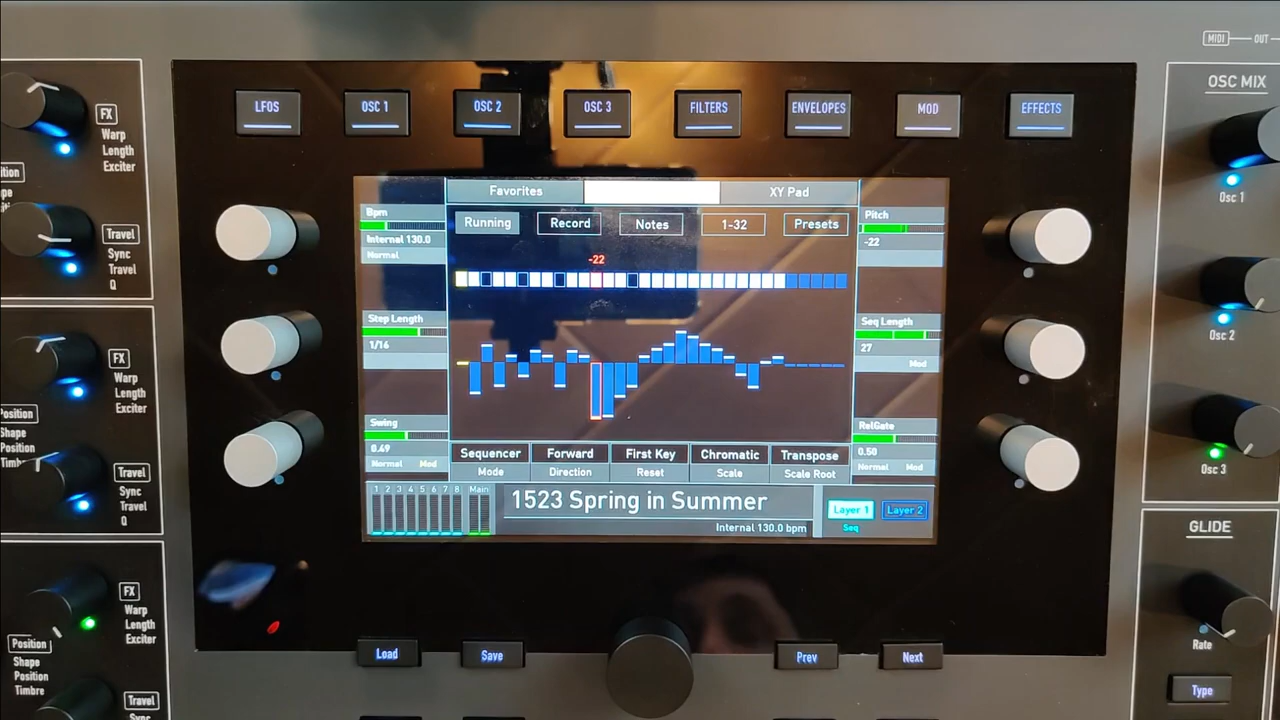 MIDI OUT
LFOS OSC 1 OSC 2 OSC 3 FILTERS ENVELOPES MOD EFFECTS
OSC MIX
FX
Warp
Length
Exciter
Travel
Sync
Travel
Q
Osc 1
Osc 2
Osc 3
Favorites XY Pad
Bpm
Internal 130.0
Normal
Running Record Notes 1-32 Presets
Pitch
-22
-22
Step Length
1/16
Seq Length
27
Mod
Swing
0.49
Normal Mod
RelGate
0.50
Normal Mod
Sequencer Forward First Key Chromatic Transpose
Mode Direction Reset Scale Scale Root
1 2 3 4 5 6 7 8 Main
1523 Spring in Summer
Internal 130.0 bpm
Layer 1 Layer 2
Seq
FX
Warp
Length
Exciter
Position
Shape
Position
Travel
Sync
Travel
Q
FX
Warp
Length
Exciter
Position
Shape
Position
Timbre
Travel
GLIDE
Rate
Type
Load Save Prev Next